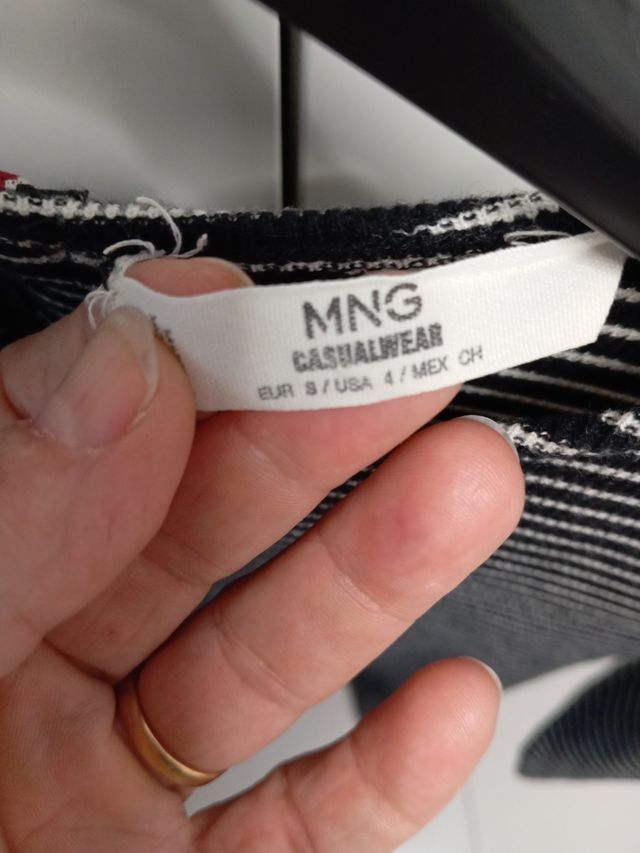 MNG
CASUALWEAR
EUR S / USA 4 / MEX CH